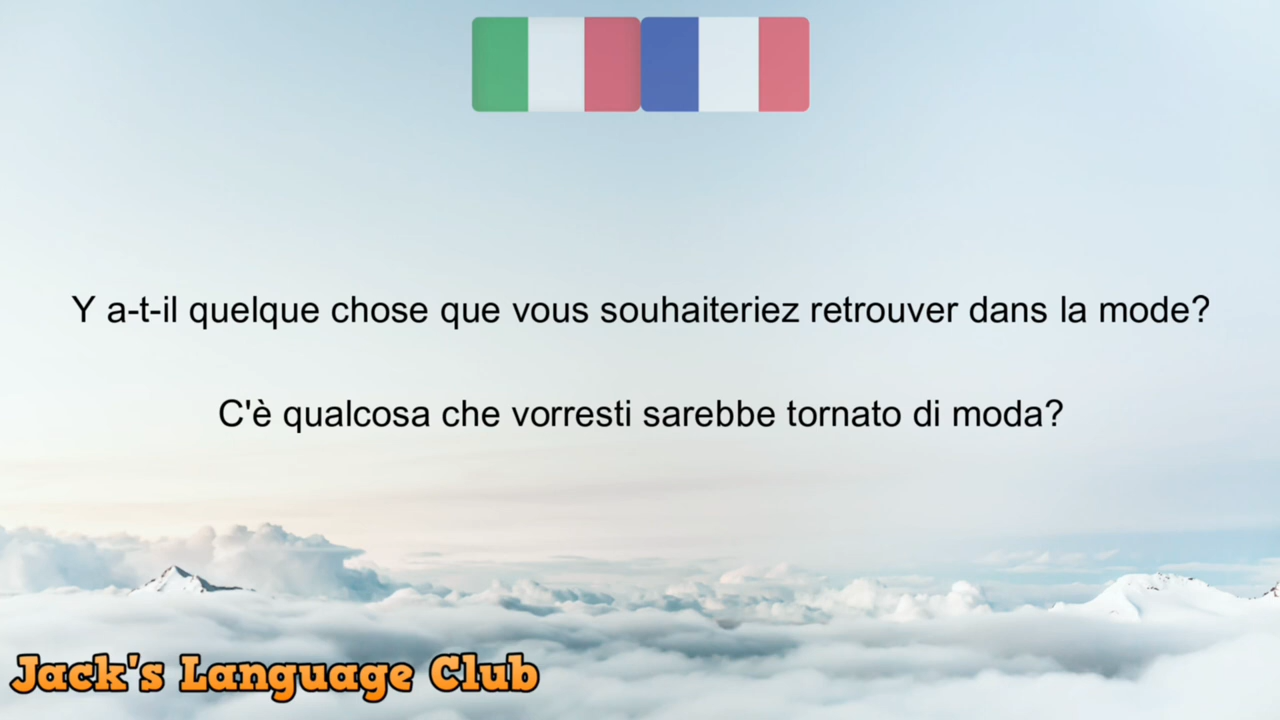 Y a-t-il quelque chose que vous souhaiteriez retrouver dans la mode?
C'è qualcosa che vorresti sarebbe tornato di moda?
Jack's Language Club